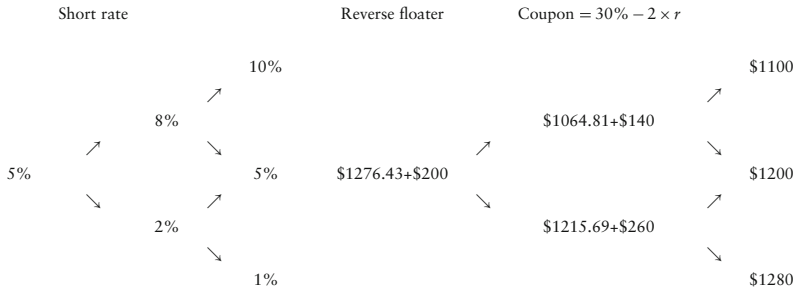 Short rate Reverse floater Coupon = 30% − 2 × r
10% $1100
8% $1064.81+$140
5% 5% $1276.43+$200 $1200
2% $1215.69+$260
1% $1280